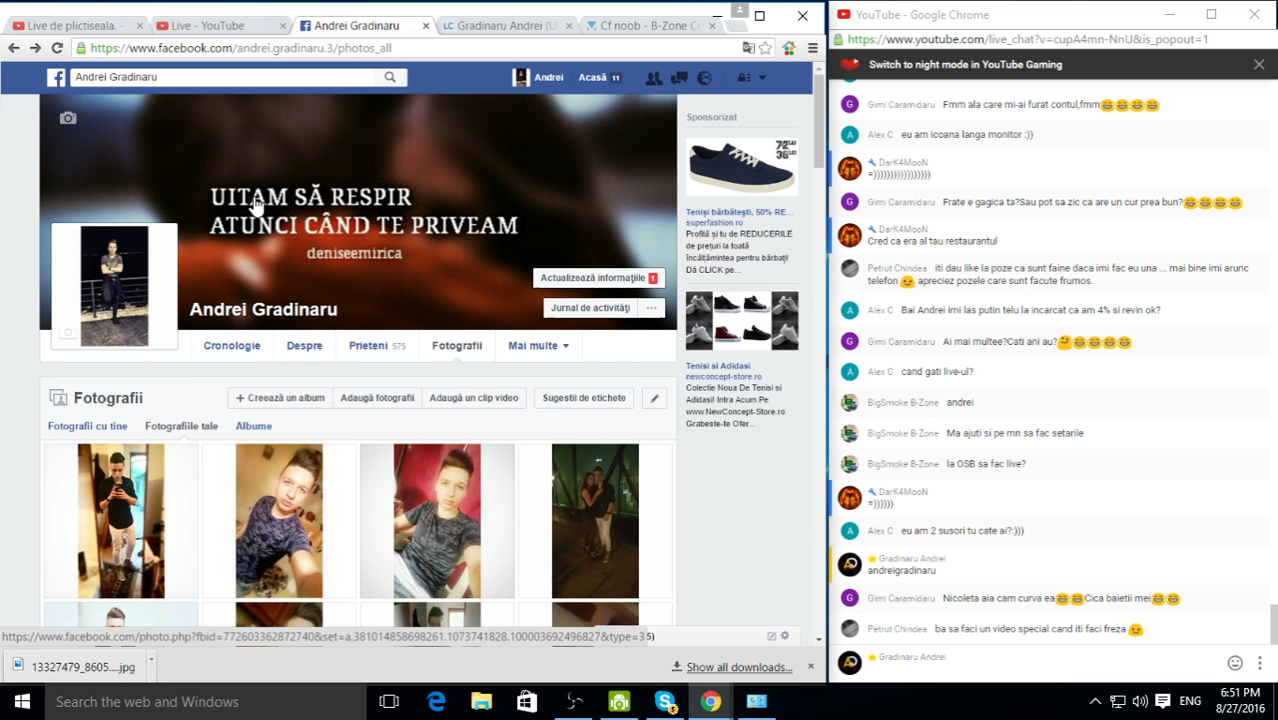 Live de plictiseala. -
Live - YouTube
Andrei Gradinaru
Gradinaru Andrei (U
Cf noob - B-Zone Co
https://www.facebook.com/andrei.gradinaru.3/photos_all
Andrei Gradinaru
Andrei
Acasă 11
UITAM SĂ RESPIR
ATUNCI CÂND TE PRIVEAM
deniseemirica
Actualizează informaţiile 1
Andrei Gradinaru
Jurnal de activităţi
Cronologie
Despre
Prieteni 575
Fotografii
Mai multe
Fotografii
+ Creează un album
Adaugă fotografii
Adaugă un clip video
Sugestii de etichete
Fotografii cu tine
Fotografiile tale
Albume
Sponsorizat
72 LEI
36 LEI
Teniși bărbătești, 50% RE...
superfashion.ro
Profită și tu de REDUCERILE
de prețuri la toată
încălțămintea pentru bărbați!
Dă CLICK pe...
Tenisi si Adidasi
newconcept-store.ro
Colectie Noua De Tenisi si
Adidasi! Intra Acum Pe
www.NewConcept-Store.ro
Grabeste-te Ofer...
https://www.facebook.com/photo.php?fbid=772603362872740&set=a.381014858698261.1073741828.100003692496827&type=3
5)
13327479_8605....jpg
Show all downloads...
YouTube - Google Chrome
https://www.youtube.com/live_chat?v=cupA4mn-NnU&is_popout=1
Switch to night mode in YouTube Gaming
G Gimi Caramidaru Fmm ala care mi-ai furat contul,fmm😂😂😂😂
A Alex C eu am icoana langa monitor :))
DarK4MooN
=)))))))))))))))))
G Gimi Caramidaru Frate e gagica ta?Sau pot sa zic ca are un cur prea bun?😂😂😂😂
DarK4MooN
Cred ca era al tau restaurantul
Petrut Chindea iti dau like la poze ca sunt faine daca imi fac eu una ... mai bine imi arunc
telefon 😉 apreciez pozele care sunt facute frumos.
A Alex C Bai Andrei imi las putin telu la incarcat ca am 4% si revin ok?
G Gimi Caramidaru Ai mai multee?Cati ani au?🤔😂😂😂😂
A Alex C cand gati live-ul?
BigSmoke B-Zone andrei
BigSmoke B-Zone Ma ajuti si pe mn sa fac setarile
BigSmoke B-Zone la OSB sa fac live?
DarK4MooN
=))))))
A Alex C eu am 2 susori tu cate ai?:)))
Gradinaru Andrei
andreigradinaru
G Gimi Caramidaru Nicoleta aia cam curva ea😂😂Cica baietii mei😂😂
Petrut Chindea ba sa faci un video special cand iti faci freza 😉
Gradinaru Andrei
Search the web and Windows
ENG
6:51 PM
8/27/2016